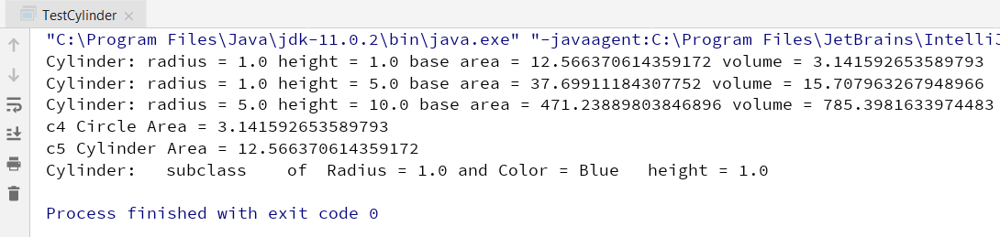 TestCylinder ×
"C:\Program Files\Java\jdk-11.0.2\bin\java.exe" "-javaagent:C:\Program Files\JetBrains\IntelliJ
Cylinder: radius = 1.0 height = 1.0 base area = 12.566370614359172 volume = 3.141592653589793
Cylinder: radius = 1.0 height = 5.0 base area = 37.69911184307752 volume = 15.707963267948966
Cylinder: radius = 5.0 height = 10.0 base area = 471.23889803846896 volume = 785.3981633974483
c4 Circle Area = 3.141592653589793
c5 Cylinder Area = 12.566370614359172
Cylinder:   subclass    of  Radius = 1.0 and Color = Blue   height = 1.0
Process finished with exit code 0